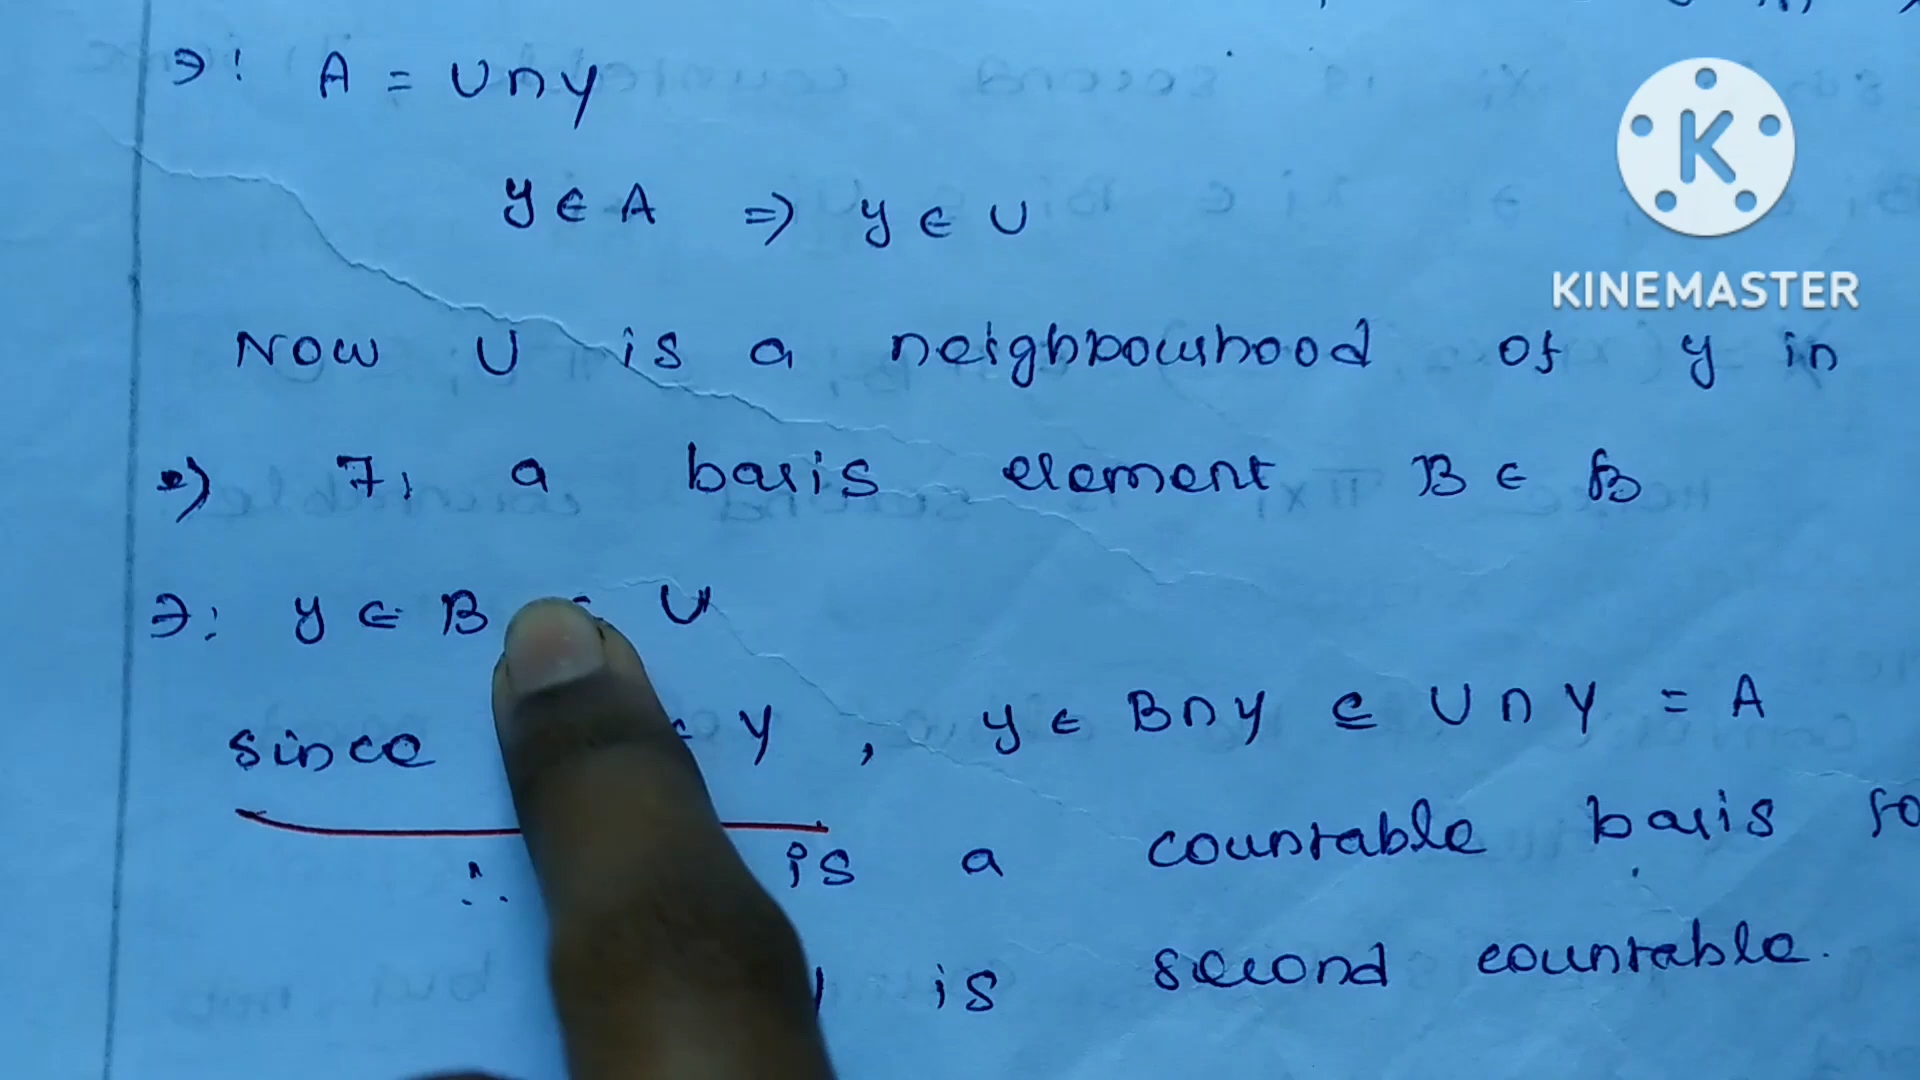 ∋: A = U∩Y
y ∈ A ⇒ y ∈ U
Now U is a neighbourhood of y in
⇒ ∃, a basis element B ∈ 𝓑
∋: y ∈ B U
since Y, y ∈ B∩Y ⊆ U∩Y = A
∴ is a countable basis fo
is second countable.
KINEMASTER